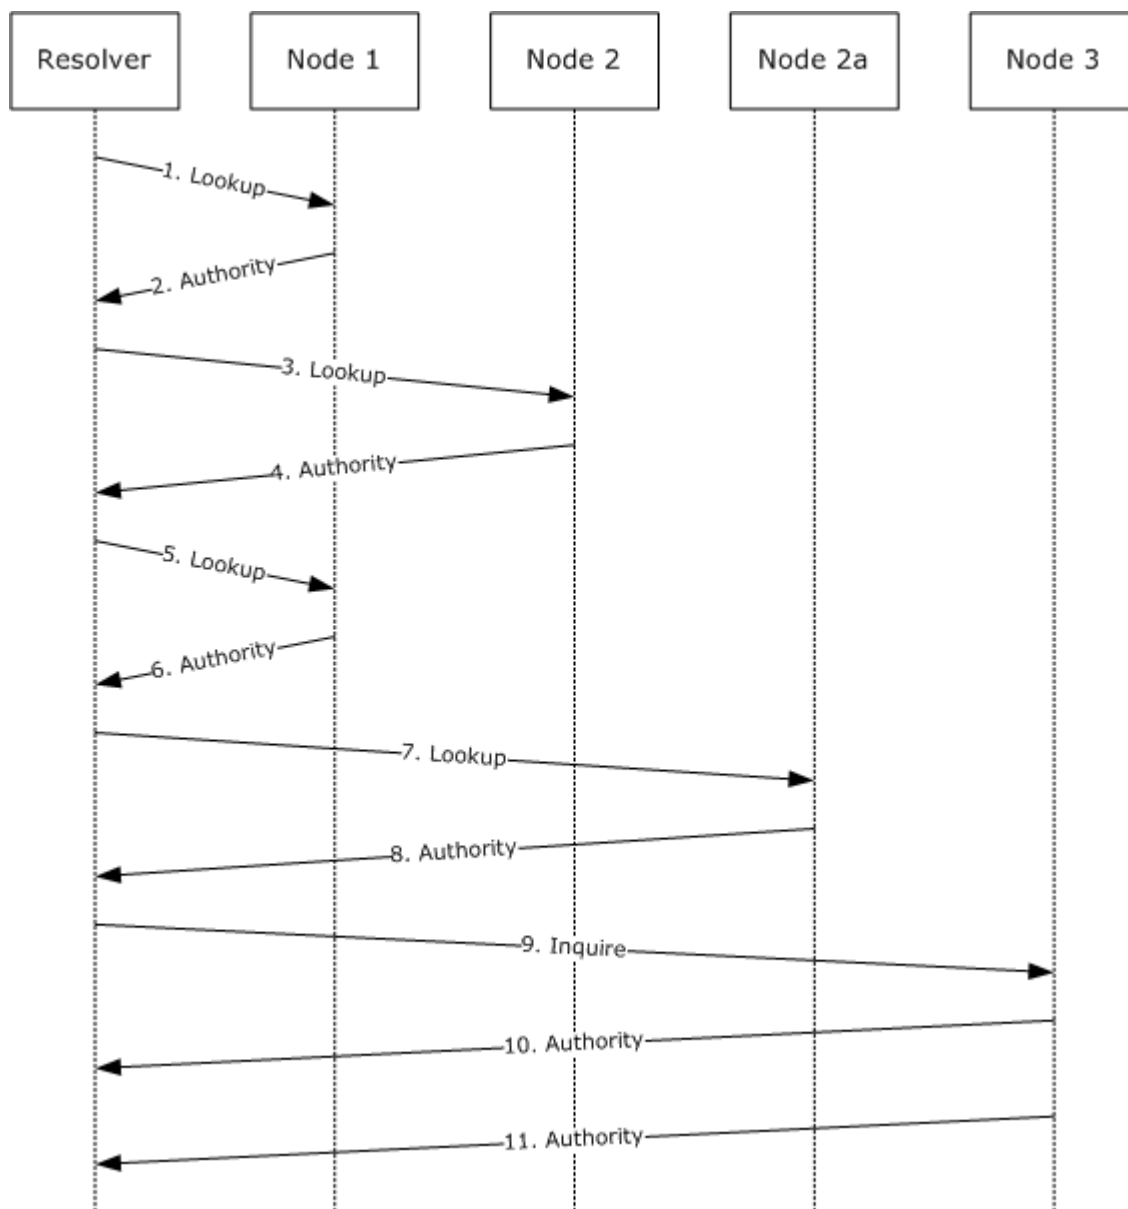 Resolver
Node 1
Node 2
Node 2a
Node 3
1. Lookup
2. Authority
3. Lookup
4. Authority
5. Lookup
6. Authority
7. Lookup
8. Authority
9. Inquire
10. Authority
11. Authority